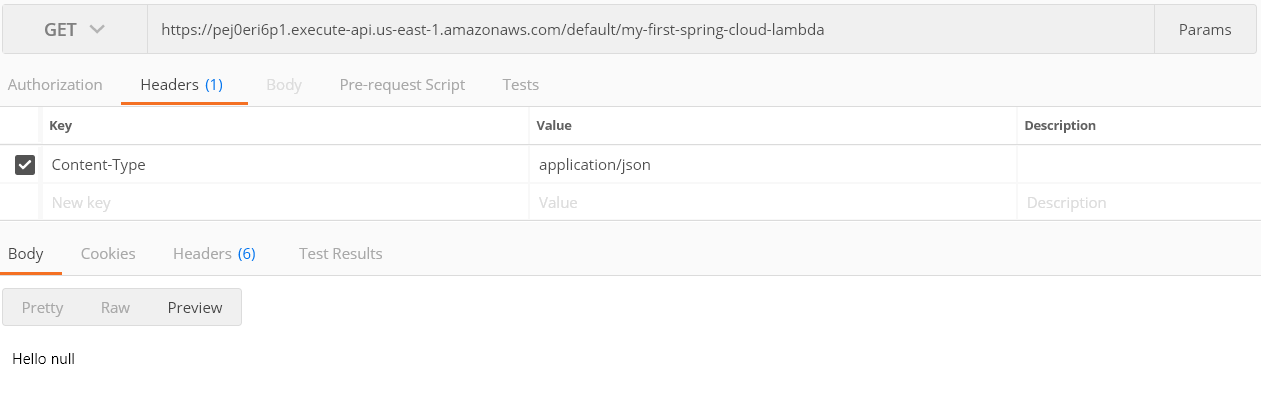 GET https://pej0eri6p1.execute-api.us-east-1.amazonaws.com/default/my-first-spring-cloud-lambda Params
Authorization Headers (1) Body Pre-request Script Tests
Key Value Description
Content-Type application/json
New key Value Description
Body Cookies Headers (6) Test Results
Pretty Raw Preview
Hello null